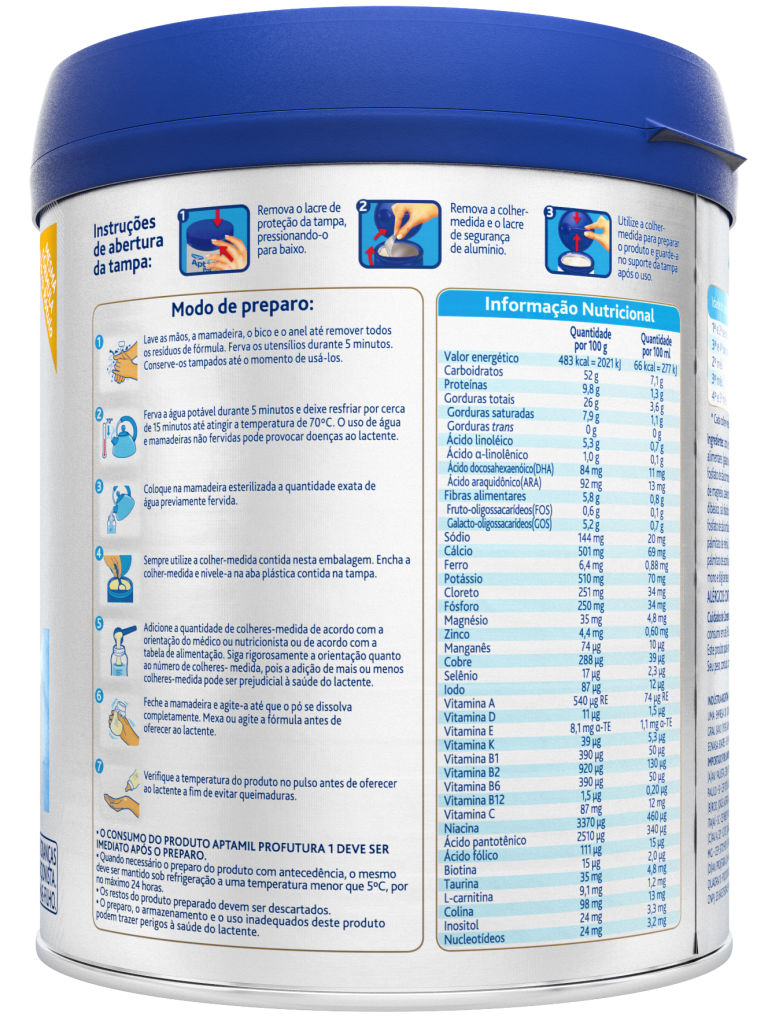 Instruções
de abertura
da tampa:
1
Remova o lacre de
proteção da tampa,
pressionando-o
para baixo.
2
Remova a colher-
medida e o lacre
de segurança
de alumínio.
3
Utilize a colher-
medida para preparar
o produto e guarde-a
no suporte da tampa
após o uso.
Modo de preparo:
1
Lave as mãos, a mamadeira, o bico e o anel até remover todos
os resíduos de fórmula. Ferva os utensílios durante 5 minutos.
Conserve-os tampados até o momento de usá-los.
2
Ferva a água potável durante 5 minutos e deixe resfriar por cerca
de 15 minutos até atingir a temperatura de 70ºC. O uso de água
e mamadeiras não fervidas pode provocar doenças ao lactente.
3
Coloque na mamadeira esterilizada a quantidade exata de
água previamente fervida.
4
Sempre utilize a colher-medida contida nesta embalagem. Encha a
colher-medida e nivele-a na aba plástica contida na tampa.
5
Adicione a quantidade de colheres-medida de acordo com a
orientação do médico ou nutricionista ou de acordo com a
tabela de alimentação. Siga rigorosamente a orientação quanto
ao número de colheres- medida, pois a adição de mais ou menos
colheres-medida pode ser prejudicial à saúde do lactente.
6
Feche a mamadeira e agite-a até que o pó se dissolva
completamente. Mexa ou agite a fórmula antes de
oferecer ao lactente.
7
Verifique a temperatura do produto no pulso antes de oferecer
ao lactente a fim de evitar queimaduras.
• O CONSUMO DO PRODUTO APTAMIL PROFUTURA 1 DEVE SER
IMEDIATO APÓS O PREPARO.
• Quando necessário o preparo do produto com antecedência, o mesmo
deve ser mantido sob refrigeração a uma temperatura menor que 5ºC, por
no máximo 24 horas.
• Os restos do produto preparado devem ser descartados.
• O preparo, o armazenamento e o uso inadequados deste produto
podem trazer perigos à saúde do lactente.
Informação Nutricional
Quantidade por 100 g Quantidade por 100 ml
Valor energético 483 kcal = 2021 kJ 66 kcal = 277 kJ
Carboidratos 52 g 7,1 g
Proteínas 9,8 g 1,3 g
Gorduras totais 26 g 3,6 g
Gorduras saturadas 7,9 g 1,1 g
Gorduras trans 0 g 0 g
Ácido linoléico 5,3 g 0,7 g
Ácido α-linolênico 1,0 g 0,1 g
Ácido docosahexaenóico(DHA) 84 mg 11 mg
Ácido araquidônico(ARA) 92 mg 13 mg
Fibras alimentares 5,8 g 0,8 g
Fruto-oligossacarídeos(FOS) 0,6 g 0,1 g
Galacto-oligossacarídeos(GOS) 5,2 g 0,7 g
Sódio 144 mg 20 mg
Cálcio 501 mg 69 mg
Ferro 6,4 mg 0,88 mg
Potássio 510 mg 70 mg
Cloreto 251 mg 34 mg
Fósforo 250 mg 34 mg
Magnésio 35 mg 4,8 mg
Zinco 4,4 mg 0,60 mg
Manganês 74 µg 10 µg
Cobre 288 µg 39 µg
Selênio 17 µg 2,3 µg
Iodo 87 µg 12 µg
Vitamina A 540 µg RE 74 µg RE
Vitamina D 11 µg 1,5 µg
Vitamina E 8,1 mg α-TE 1,1 mg α-TE
Vitamina K 39 µg 5,3 µg
Vitamina B1 390 µg 50 µg
Vitamina B2 920 µg 130 µg
Vitamina B6 390 µg 50 µg
Vitamina B12 1,5 µg 0,20 µg
Vitamina C 87 mg 12 mg
Niacina 3370 µg 460 µg
Ácido pantotênico 2510 µg 340 µg
Ácido fólico 111 µg 15 µg
Biotina 15 µg 2,0 µg
Taurina 35 mg 4,8 mg
L-carnitina 9,1 mg 1,2 mg
Colina 98 mg 13 mg
Inositol 24 mg 3,3 mg
Nucleotídeos 24 mg 3,2 mg